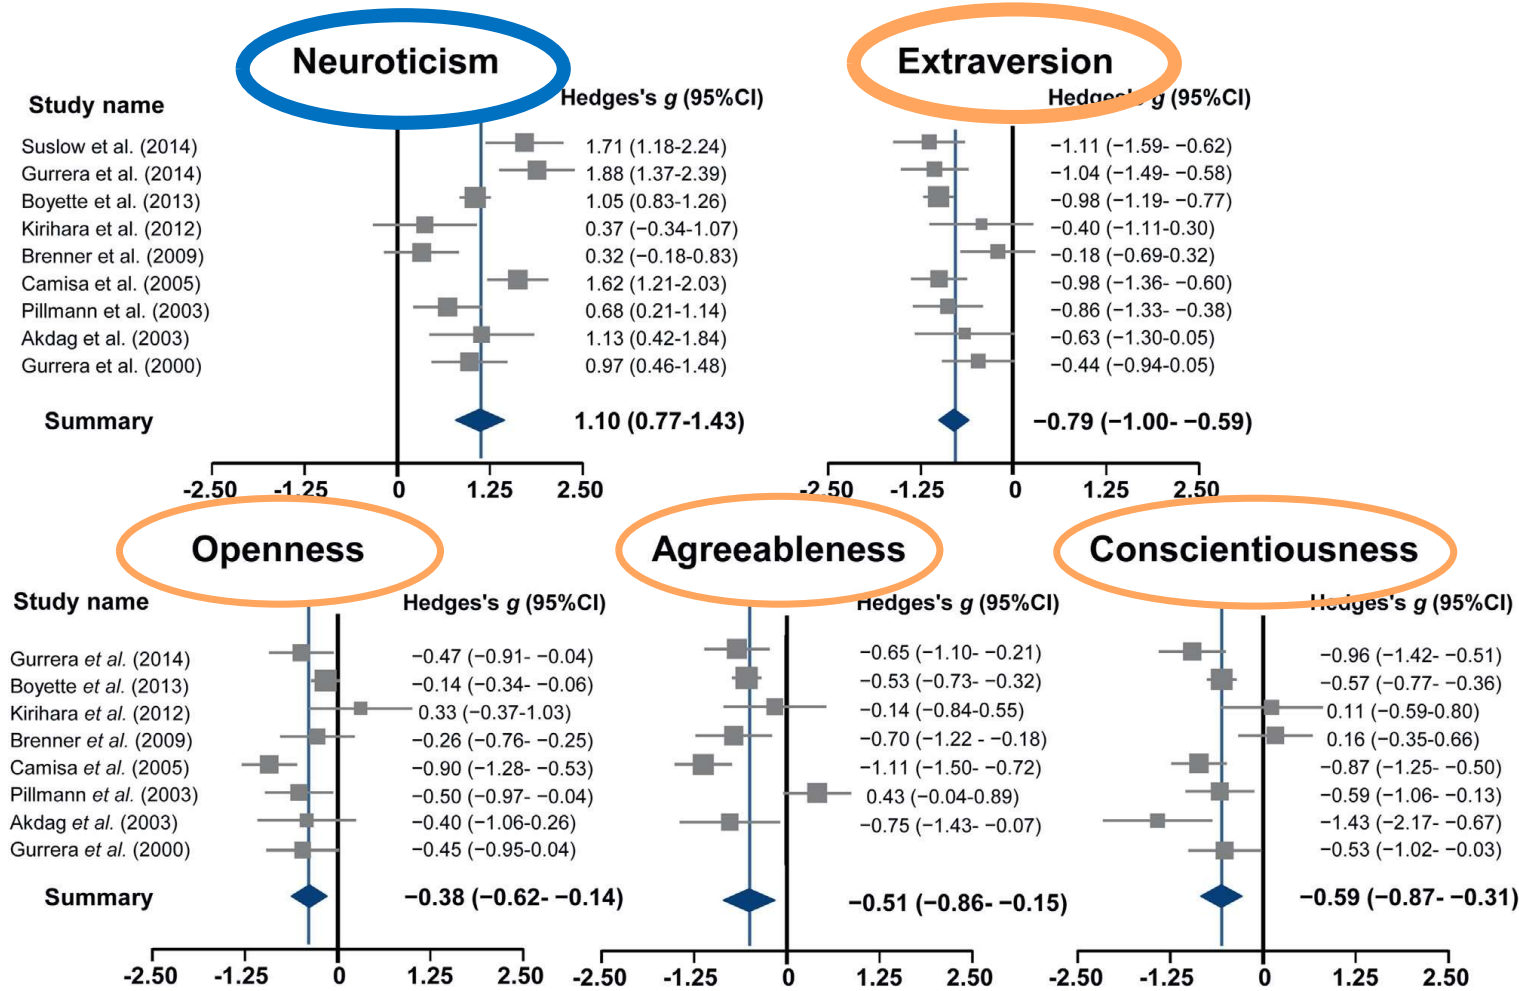 Neuroticism
Study name
Hedges's g (95%CI)
Suslow et al. (2014) 1.71 (1.18-2.24)
Gurrera et al. (2014) 1.88 (1.37-2.39)
Boyette et al. (2013) 1.05 (0.83-1.26)
Kirihara et al. (2012) 0.37 (−0.34-1.07)
Brenner et al. (2009) 0.32 (−0.18-0.83)
Camisa et al. (2005) 1.62 (1.21-2.03)
Pillmann et al. (2003) 0.68 (0.21-1.14)
Akdag et al. (2003) 1.13 (0.42-1.84)
Gurrera et al. (2000) 0.97 (0.46-1.48)
Summary 1.10 (0.77-1.43)
-2.50 -1.25 0 1.25 2.50
Extraversion
Hedges's g (95%CI)
−1.11 (−1.59- −0.62)
−1.04 (−1.49- −0.58)
−0.98 (−1.19- −0.77)
−0.40 (−1.11-0.30)
−0.18 (−0.69-0.32)
−0.98 (−1.36- −0.60)
−0.86 (−1.33- −0.38)
−0.63 (−1.30-0.05)
−0.44 (−0.94-0.05)
−0.79 (−1.00- −0.59)
-2.50 -1.25 0 1.25 2.50
Openness
Study name
Hedges's g (95%CI)
Gurrera et al. (2014) −0.47 (−0.91- −0.04)
Boyette et al. (2013) −0.14 (−0.34- −0.06)
Kirihara et al. (2012) 0.33 (−0.37-1.03)
Brenner et al. (2009) −0.26 (−0.76- −0.25)
Camisa et al. (2005) −0.90 (−1.28- −0.53)
Pillmann et al. (2003) −0.50 (−0.97- −0.04)
Akdag et al. (2003) −0.40 (−1.06-0.26)
Gurrera et al. (2000) −0.45 (−0.95-0.04)
Summary −0.38 (−0.62- −0.14)
-2.50 -1.25 0 1.25 2.50
Agreeableness
Hedges's g (95%CI)
−0.65 (−1.10- −0.21)
−0.53 (−0.73- −0.32)
−0.14 (−0.84-0.55)
−0.70 (−1.22 - −0.18)
−1.11 (−1.50- −0.72)
0.43 (−0.04-0.89)
−0.75 (−1.43- −0.07)
−0.51 (−0.86- −0.15)
-2.50 -1.25 0 1.25 2.50
Conscientiousness
Hedges's g (95%CI)
−0.96 (−1.42- −0.51)
−0.57 (−0.77- −0.36)
0.11 (−0.59-0.80)
0.16 (−0.35-0.66)
−0.87 (−1.25- −0.50)
−0.59 (−1.06- −0.13)
−1.43 (−2.17- −0.67)
−0.53 (−1.02- −0.03)
−0.59 (−0.87- −0.31)
-2.50 -1.25 0 1.25 2.50